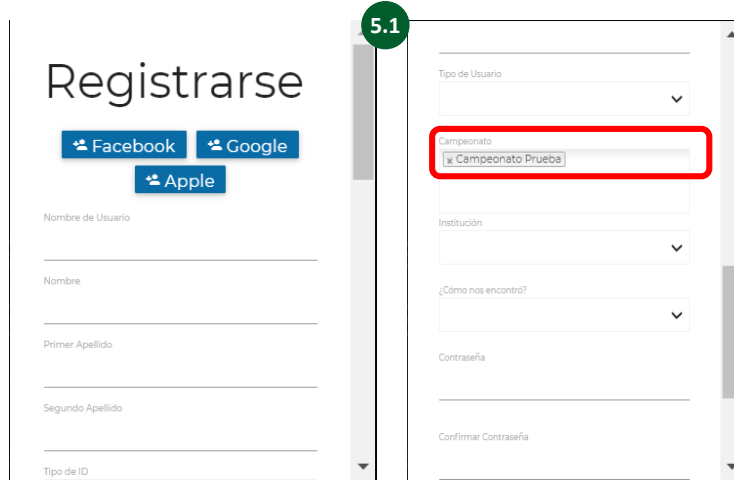 Registrarse
Facebook
Google
Apple
Nombre de Usuario
Nombre
Primer Apellido
Segundo Apellido
Tipo de ID
5.1
Tipo de Usuario
Campeonato
x Campeonato Prueba
Institución
¿Cómo nos encontró?
Contraseña
Confirmar Contraseña